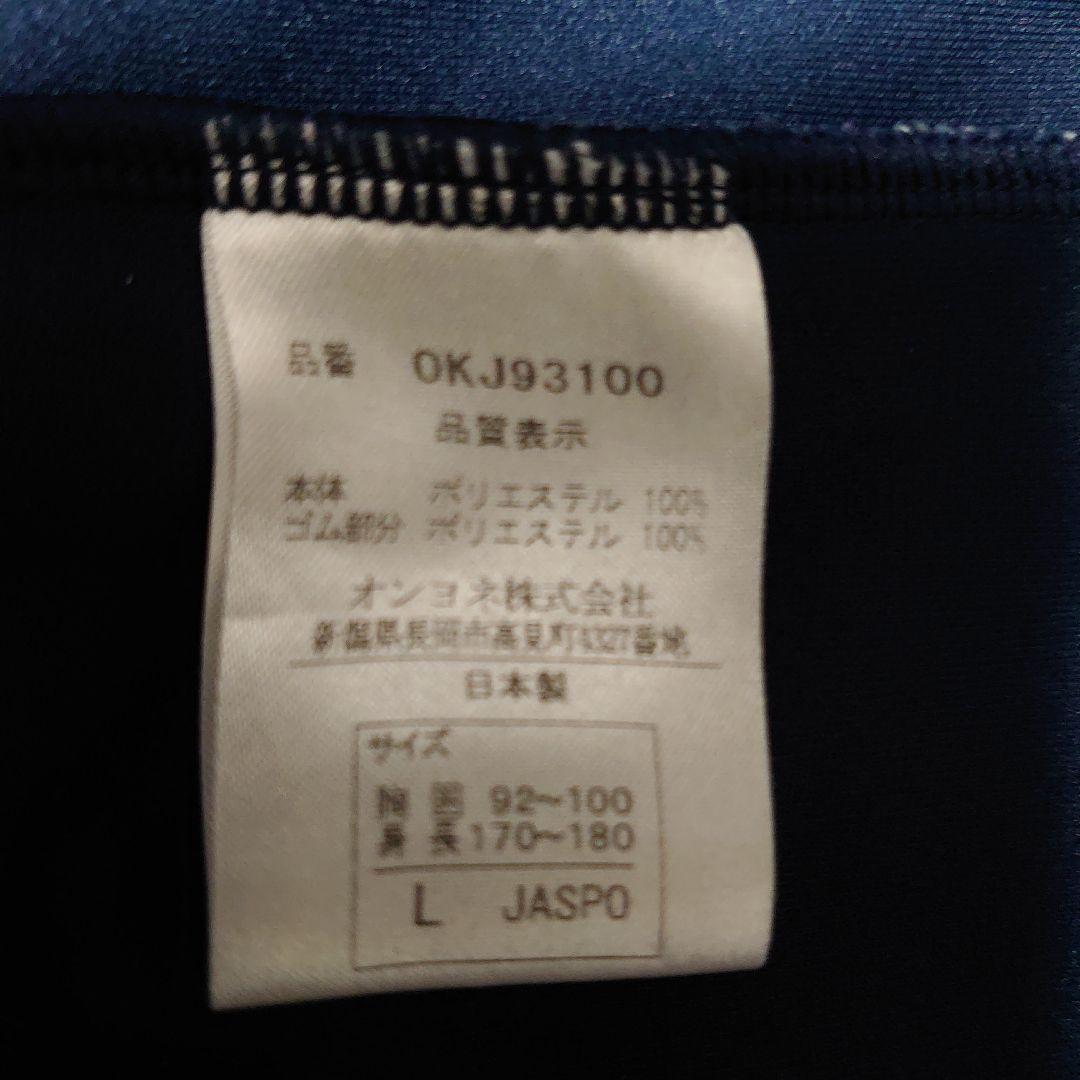 品番 OKJ93100
品質表示
本体 ポリエステル 100%
ゴム部分 ポリエステル 100%
オンヨネ株式会社
新潟県長岡市高見町4327番地
日本製
サイズ
胸囲 92～100
身長 170～180
L JASPO